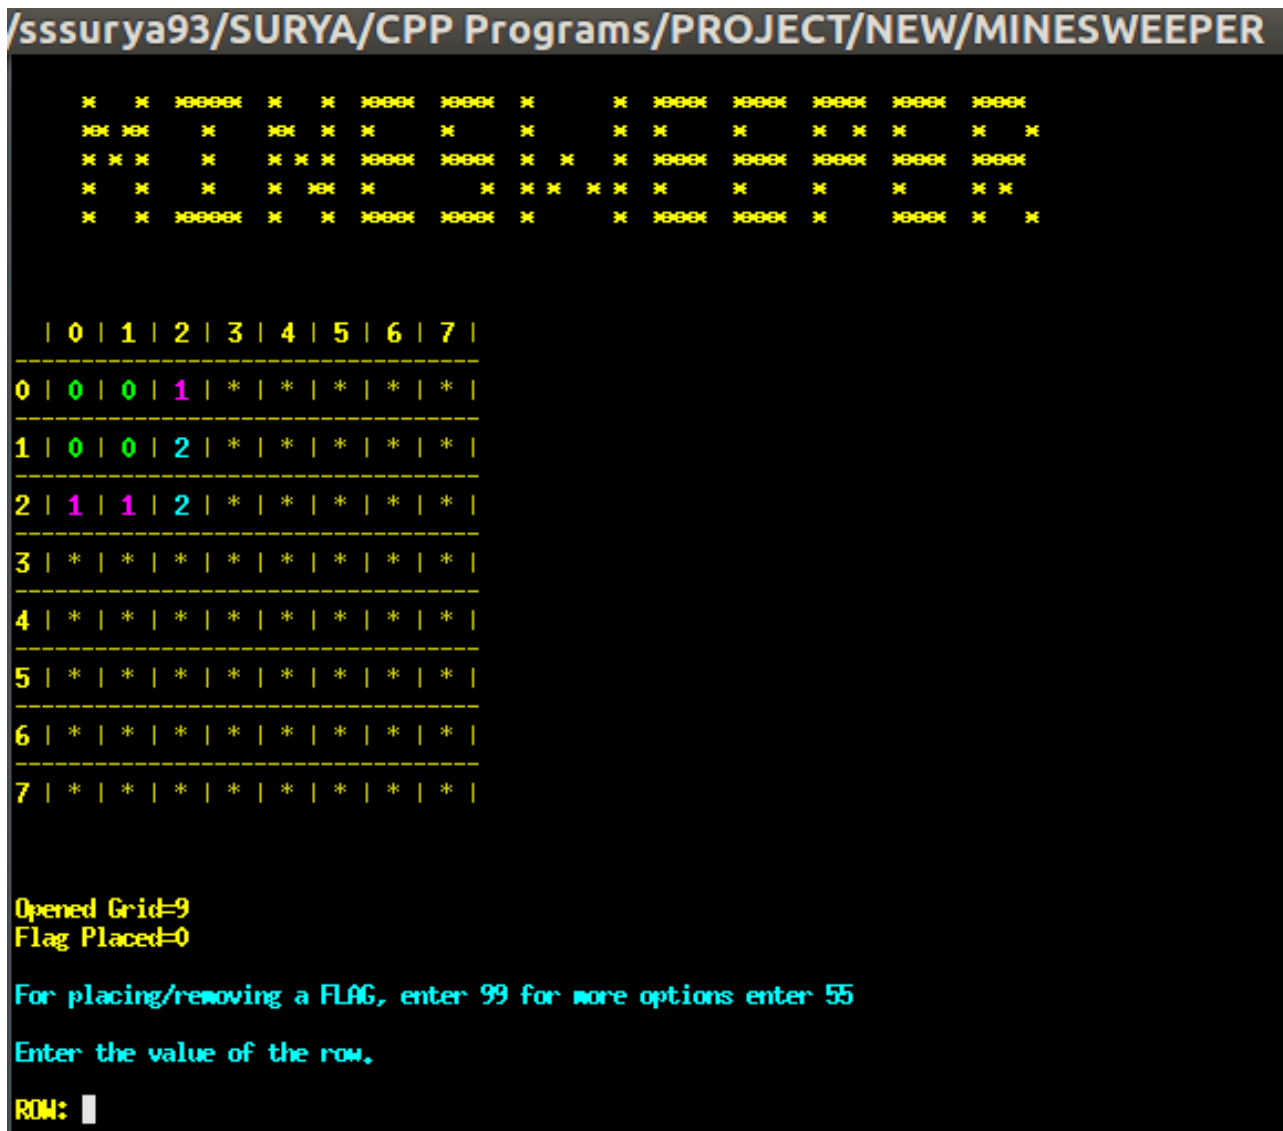 /sssurya93/SURYA/CPP Programs/PROJECT/NEW/MINESWEEPER
MINESWEEPER
| 0 | 1 | 2 | 3 | 4 | 5 | 6 | 7 |
0 | 0 | 0 | 1 | * | * | * | * | * |
1 | 0 | 0 | 2 | * | * | * | * | * |
2 | 1 | 1 | 2 | * | * | * | * | * |
3 | * | * | * | * | * | * | * | * |
4 | * | * | * | * | * | * | * | * |
5 | * | * | * | * | * | * | * | * |
6 | * | * | * | * | * | * | * | * |
7 | * | * | * | * | * | * | * | * |
Opened Grid=9
Flag Placed=0
For placing/removing a FLAG, enter 99 for more options enter 55
Enter the value of the row.
ROW: